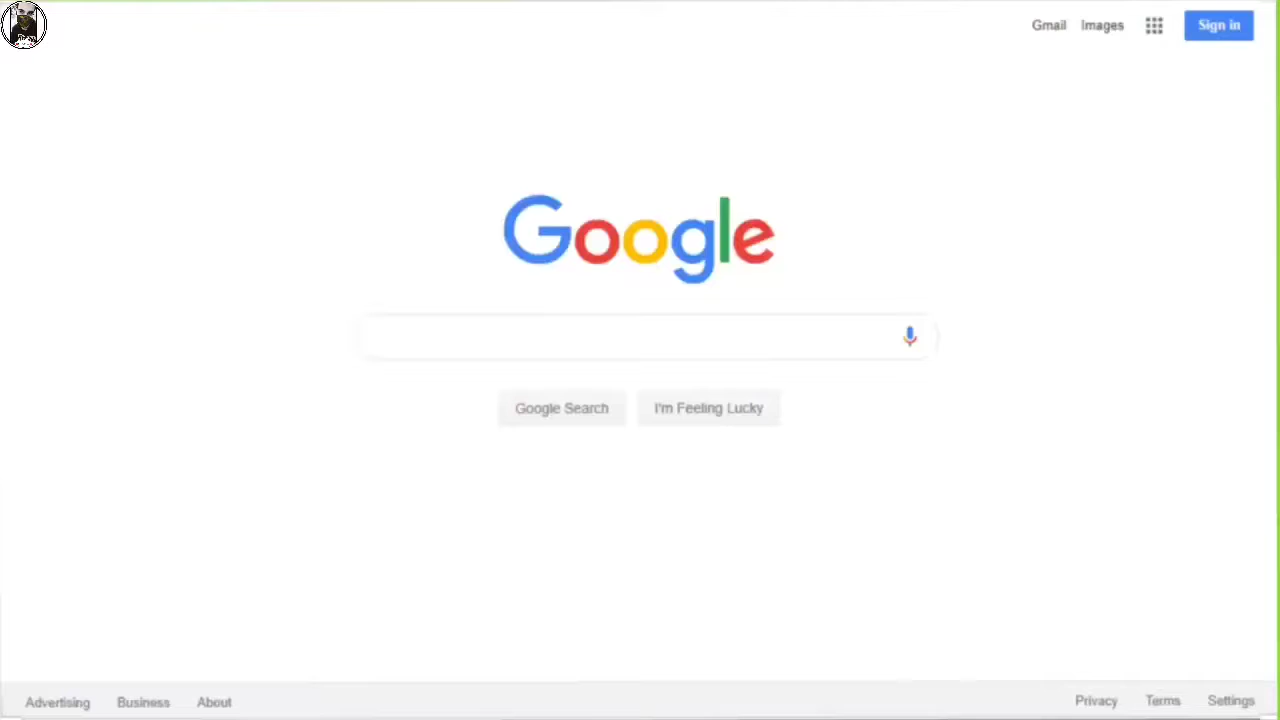 Gmail Images Sign in
Google
Google Search I'm Feeling Lucky
Advertising Business About Privacy Terms Settings